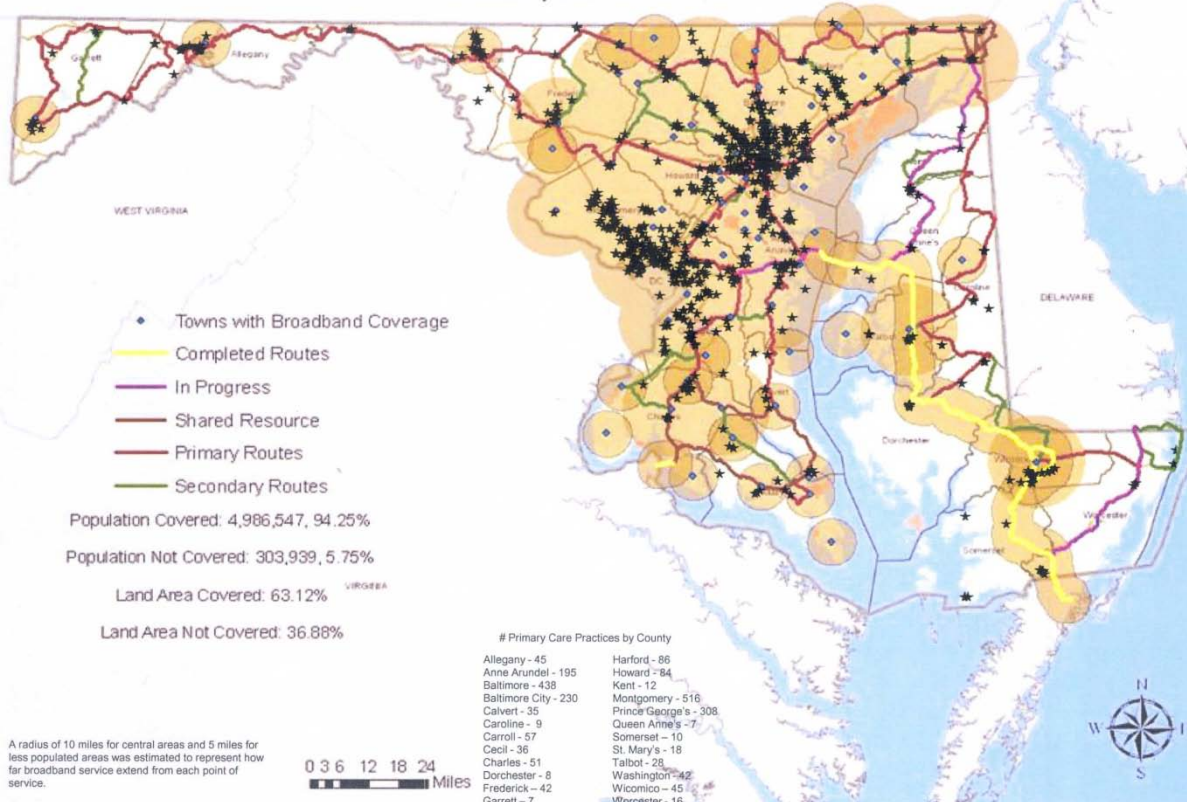 Garrett
Allegany
WEST VIRGINIA
Howard
DC
Queen
Anne's
DELAWARE
Dorchester
Somerset
Worcester
Towns with Broadband Coverage
Completed Routes
In Progress
Shared Resource
Primary Routes
Secondary Routes
Population Covered: 4,986,547, 94.25%
Population Not Covered: 303,939, 5.75%
VIRGINIA
Land Area Covered: 63.12%
Land Area Not Covered: 36.88%
# Primary Care Practices by County
Allegany - 45
Anne Arundel - 195
Baltimore - 438
Baltimore City - 230
Calvert - 35
Caroline - 9
Carroll - 57
Cecil - 36
Charles - 51
Dorchester - 8
Frederick – 42
Garrett – 7
Harford - 86
Howard - 84
Kent - 12
Montgomery - 516
Prince George's - 308
Queen Anne's - 7
Somerset – 10
St. Mary's - 18
Talbot - 28
Washington - 42
Wicomico - 45
Worcester - 16
A radius of 10 miles for central areas and 5 miles for
less populated areas was estimated to represent how
far broadband service extend from each point of
service.
0 3 6 12 18 24
Miles
N
W
S